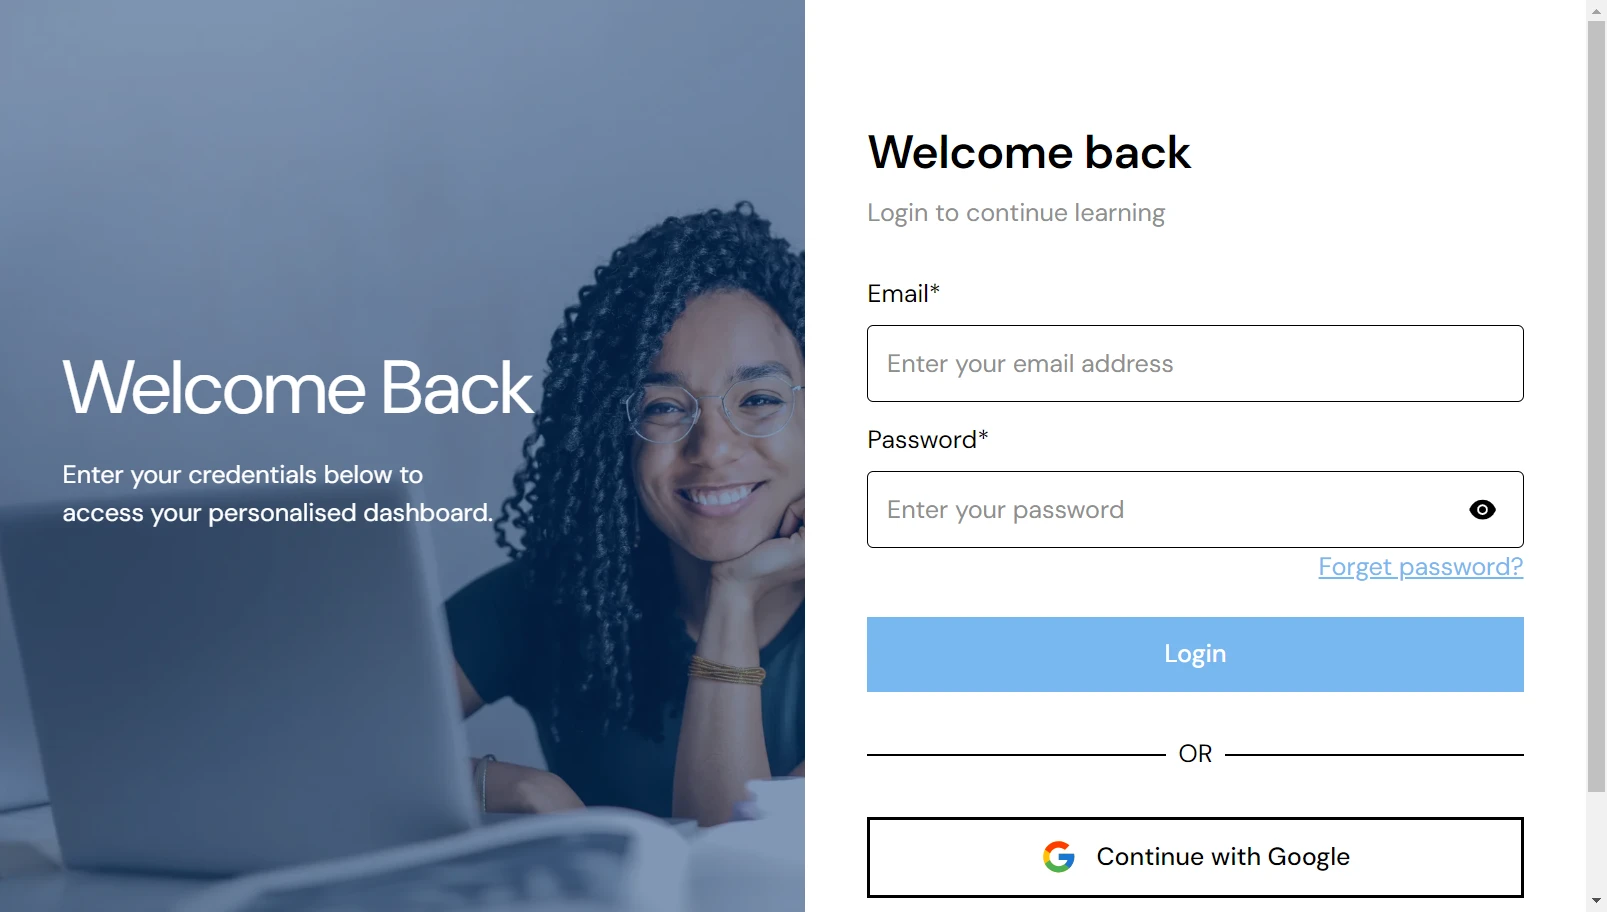 Welcome Back
Enter your credentials below to
access your personalised dashboard.
Welcome back
Login to continue learning
Email*
Enter your email address
Password*
Enter your password
Forget password?
Login
OR
Continue with Google